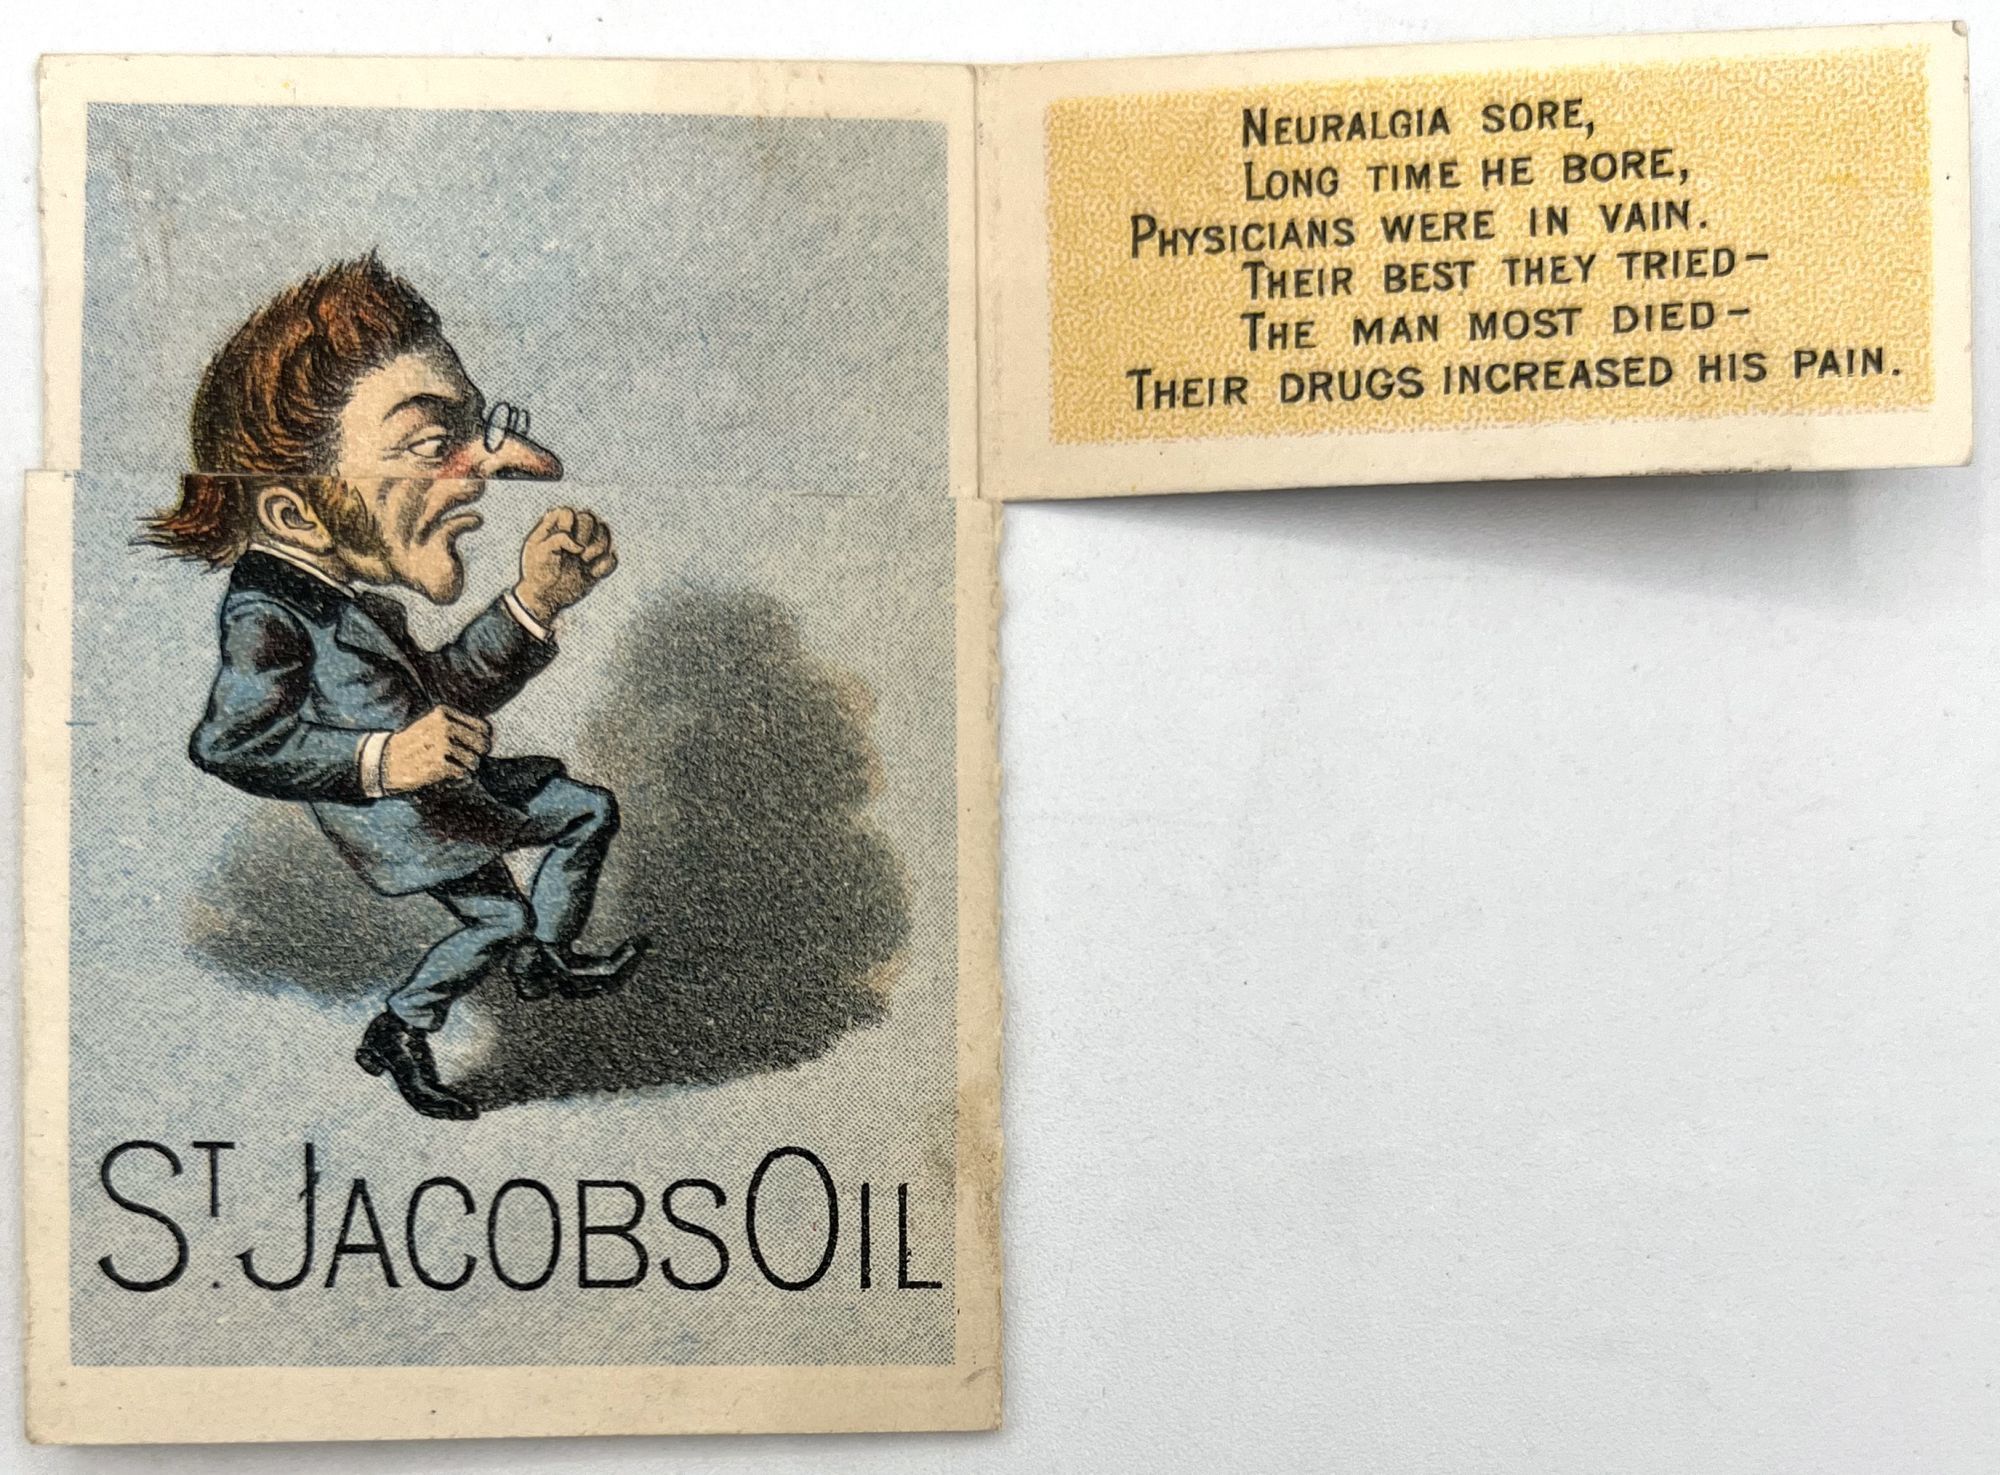 NEURALGIA SORE,
LONG TIME HE BORE,
PHYSICIANS WERE IN VAIN.
THEIR BEST THEY TRIED-
THE MAN MOST DIED-
THEIR DRUGS INCREASED HIS PAIN.
ST. JACOBS OIL